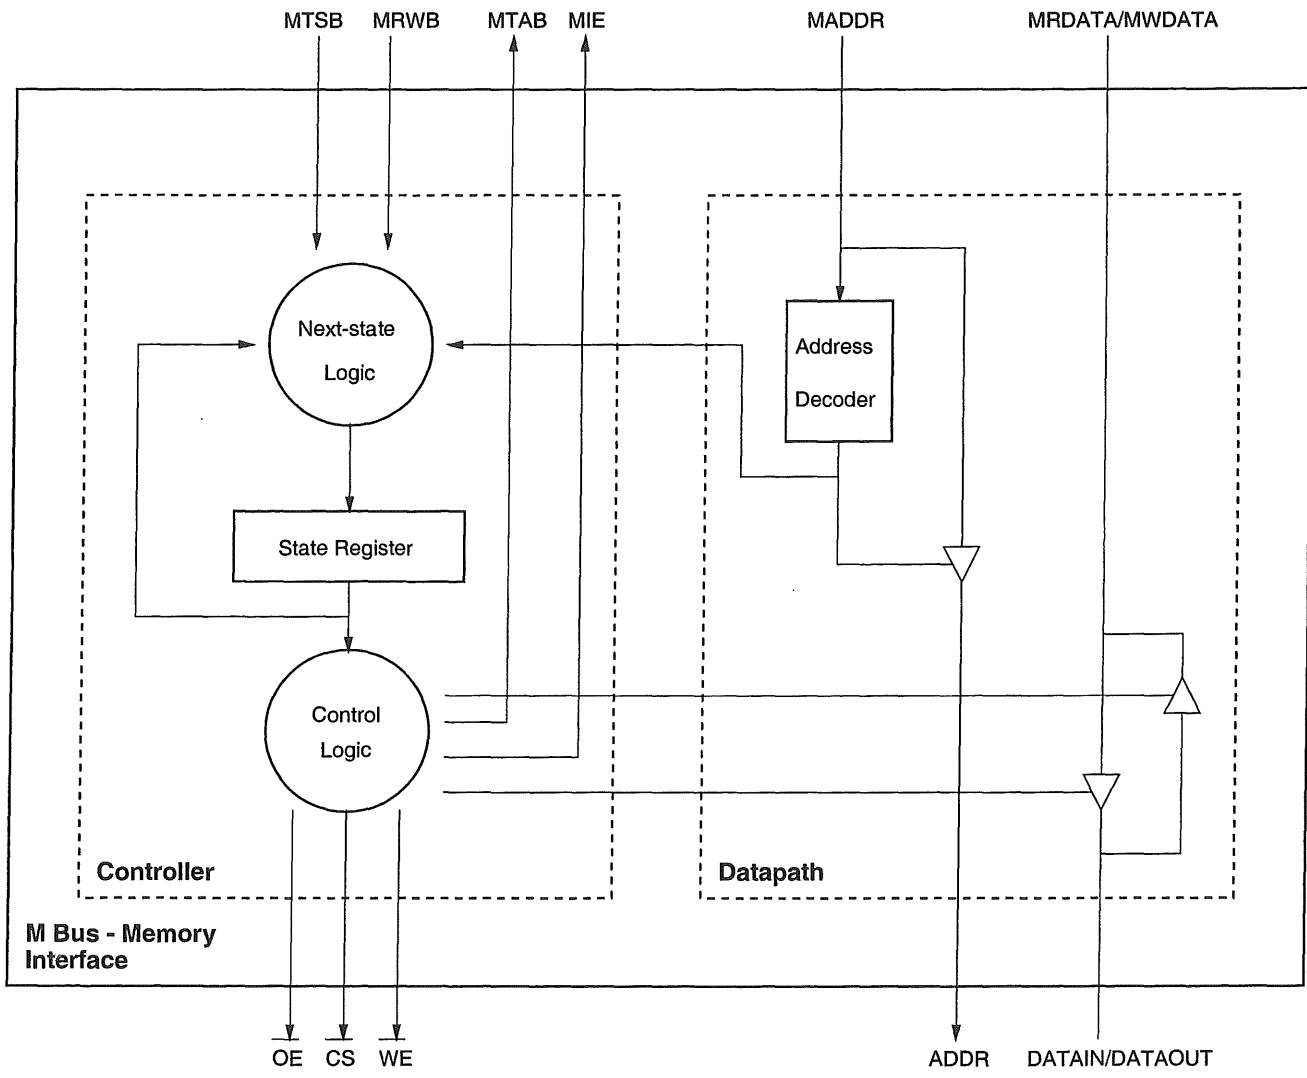 MTSB MRWB MTAB MIE MADDR MRDATA/MWDATA
Next-state
Logic
Address
Decoder
State Register
Control
Logic
Controller
Datapath
M Bus - Memory
Interface
OE CS WE ADDR DATAIN/DATAOUT